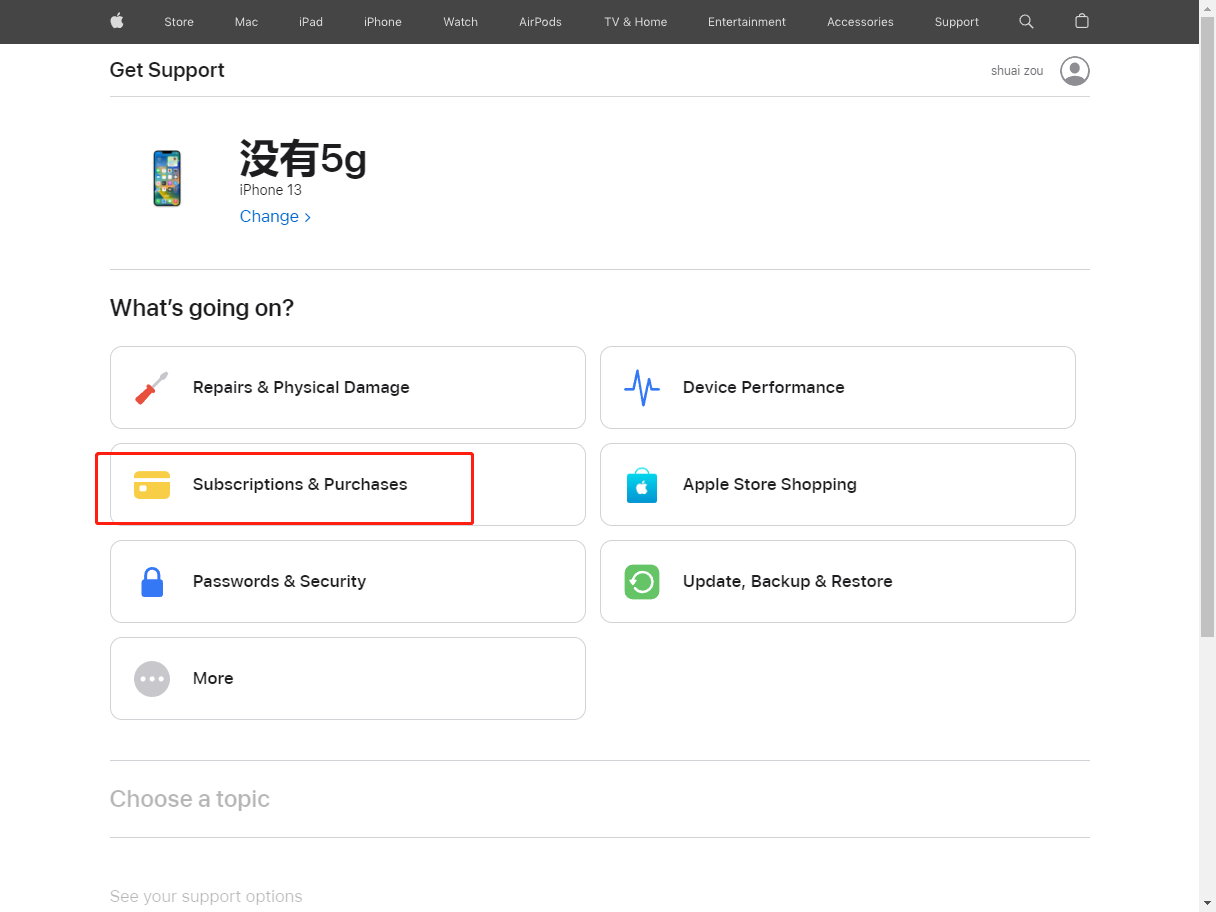 Store Mac iPad iPhone Watch AirPods TV & Home Entertainment Accessories Support
Get Support
shuai zou
没有5g
iPhone 13
Change >
What's going on?
Repairs & Physical Damage
Device Performance
Subscriptions & Purchases
Apple Store Shopping
Passwords & Security
Update, Backup & Restore
More
Choose a topic
See your support options